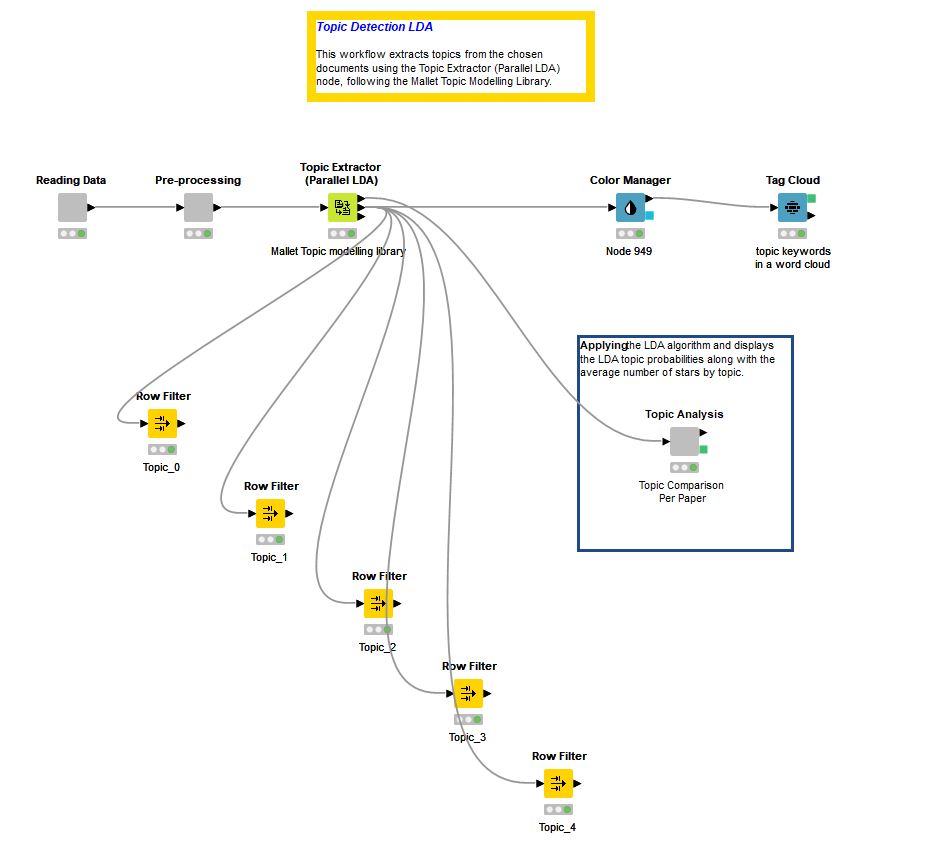 Topic Detection LDA
This workflow extracts topics from the chosen
documents using the Topic Extractor (Parallel LDA)
node, following the Mallet Topic Modelling Library.
Reading Data
Pre-processing
Topic Extractor
(Parallel LDA)
Mallet Topic modelling library
Color Manager
Node 949
Tag Cloud
topic keywords
in a word cloud
Applying the LDA algorithm and displays
the LDA topic probabilities along with the
average number of stars by topic.
Topic Analysis
Topic Comparison
Per Paper
Row Filter
Topic_0
Row Filter
Topic_1
Row Filter
Topic_2
Row Filter
Topic_3
Row Filter
Topic_4